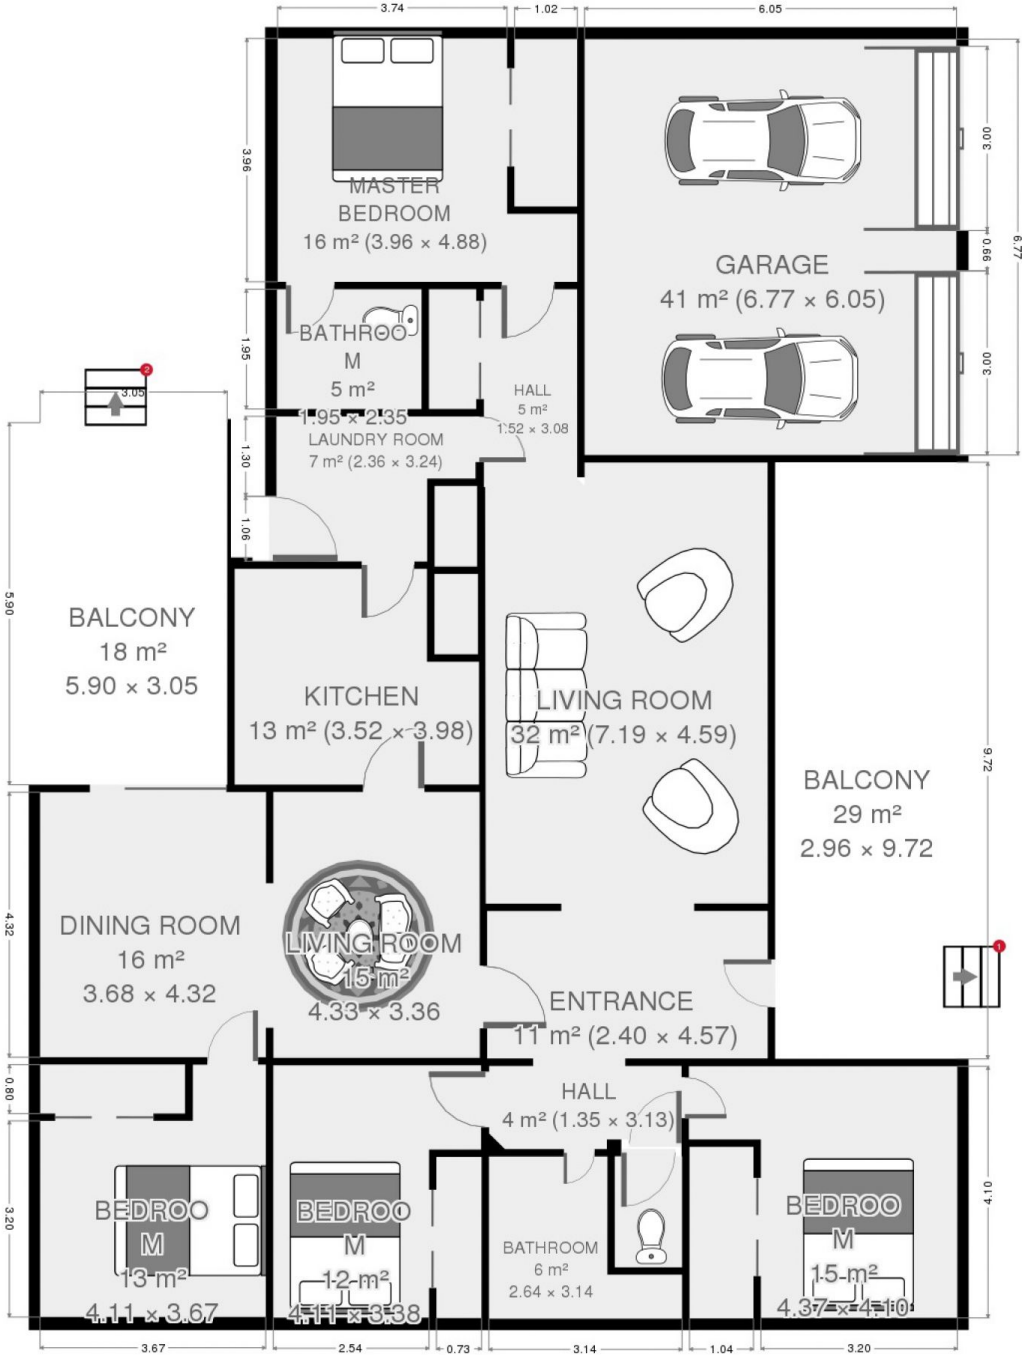 3.74
1.02
6.05
3.96
MASTER
BEDROOM
16 m² (3.96 × 4.88)
3.00
0.66
6.77
GARAGE
41 m² (6.77 × 6.05)
3.00
1.95
BATHROO
M
5 m²
1.95 × 2.35
HALL
5 m²
1.52 × 3.08
2
3.05
LAUNDRY ROOM
7 m² (2.36 × 3.24)
1.30
1.06
5.90
BALCONY
18 m²
5.90 × 3.05
KITCHEN
13 m² (3.52 × 3.98)
LIVING ROOM
32 m² (7.19 × 4.59)
9.72
BALCONY
29 m²
2.96 × 9.72
4.32
DINING ROOM
16 m²
3.68 × 4.32
LIVING ROOM
15 m²
4.33 × 3.36
ENTRANCE
11 m² (2.40 × 4.57)
1
0.80
HALL
4 m² (1.35 × 3.13)
3.20
BEDROO
M
13 m²
4.11 × 3.67
BEDROO
M
12 m²
4.11 × 3.38
BATHROOM
6 m²
2.64 × 3.14
BEDROO
M
15 m²
4.37 × 4.10
4.10
3.67
2.54
0.73
3.14
1.04
3.20